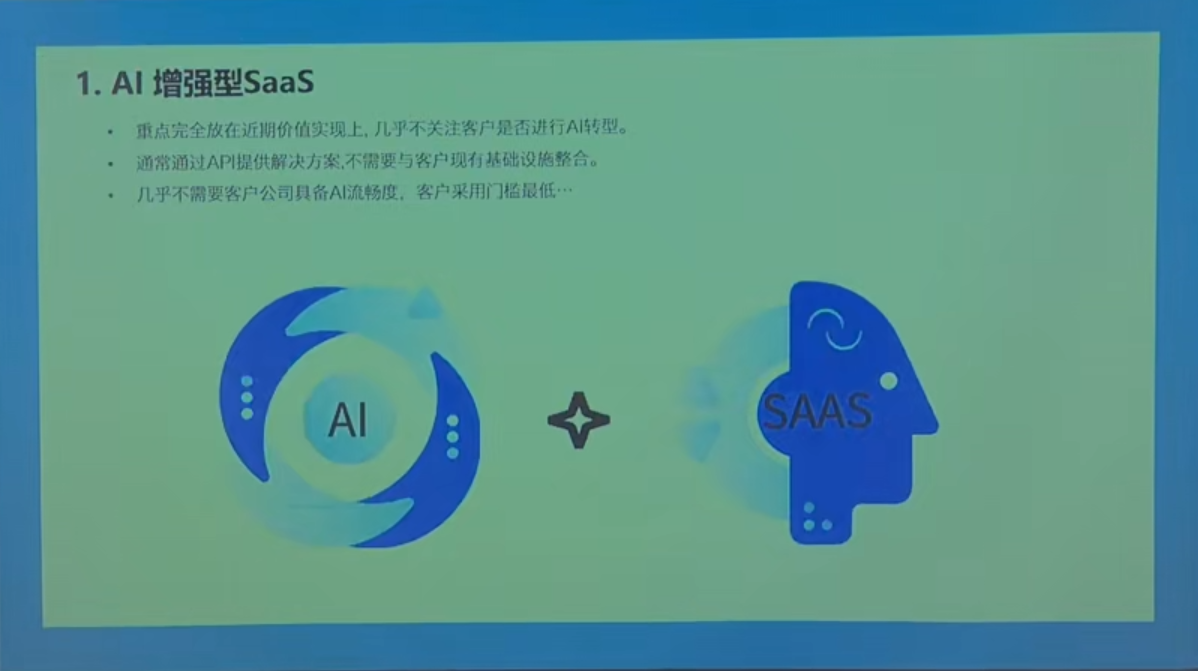 1. AI 增强型SaaS
• 重点完全放在近期价值实现上, 几乎不关注客户是否进行AI转型。
• 通常通过API提供解决方案,不需要与客户现有基础设施整合。
• 几乎不需要客户公司具备AI流畅度，客户采用门槛最低…
AI
SAAS